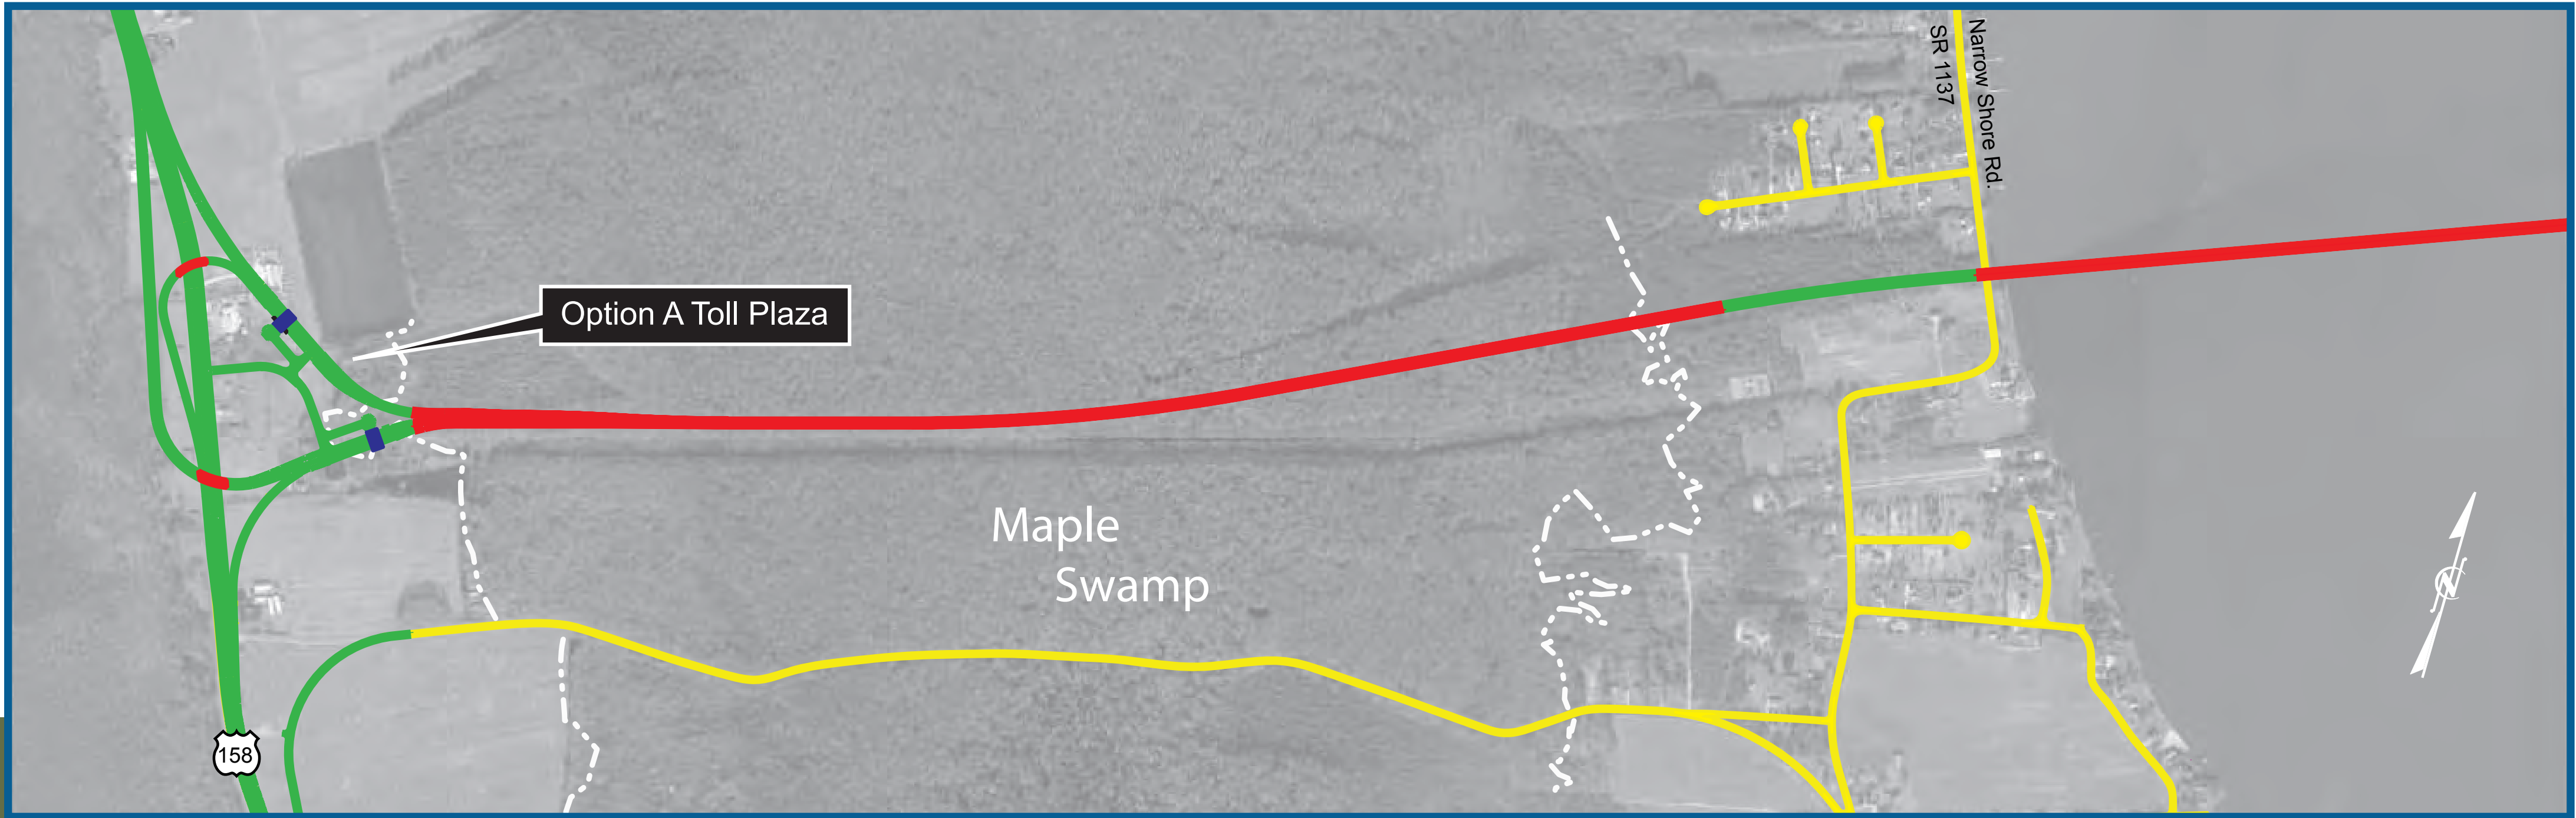 Narrow Shore Rd.
SR 1137
Option A Toll Plaza
Maple
Swamp
N
158